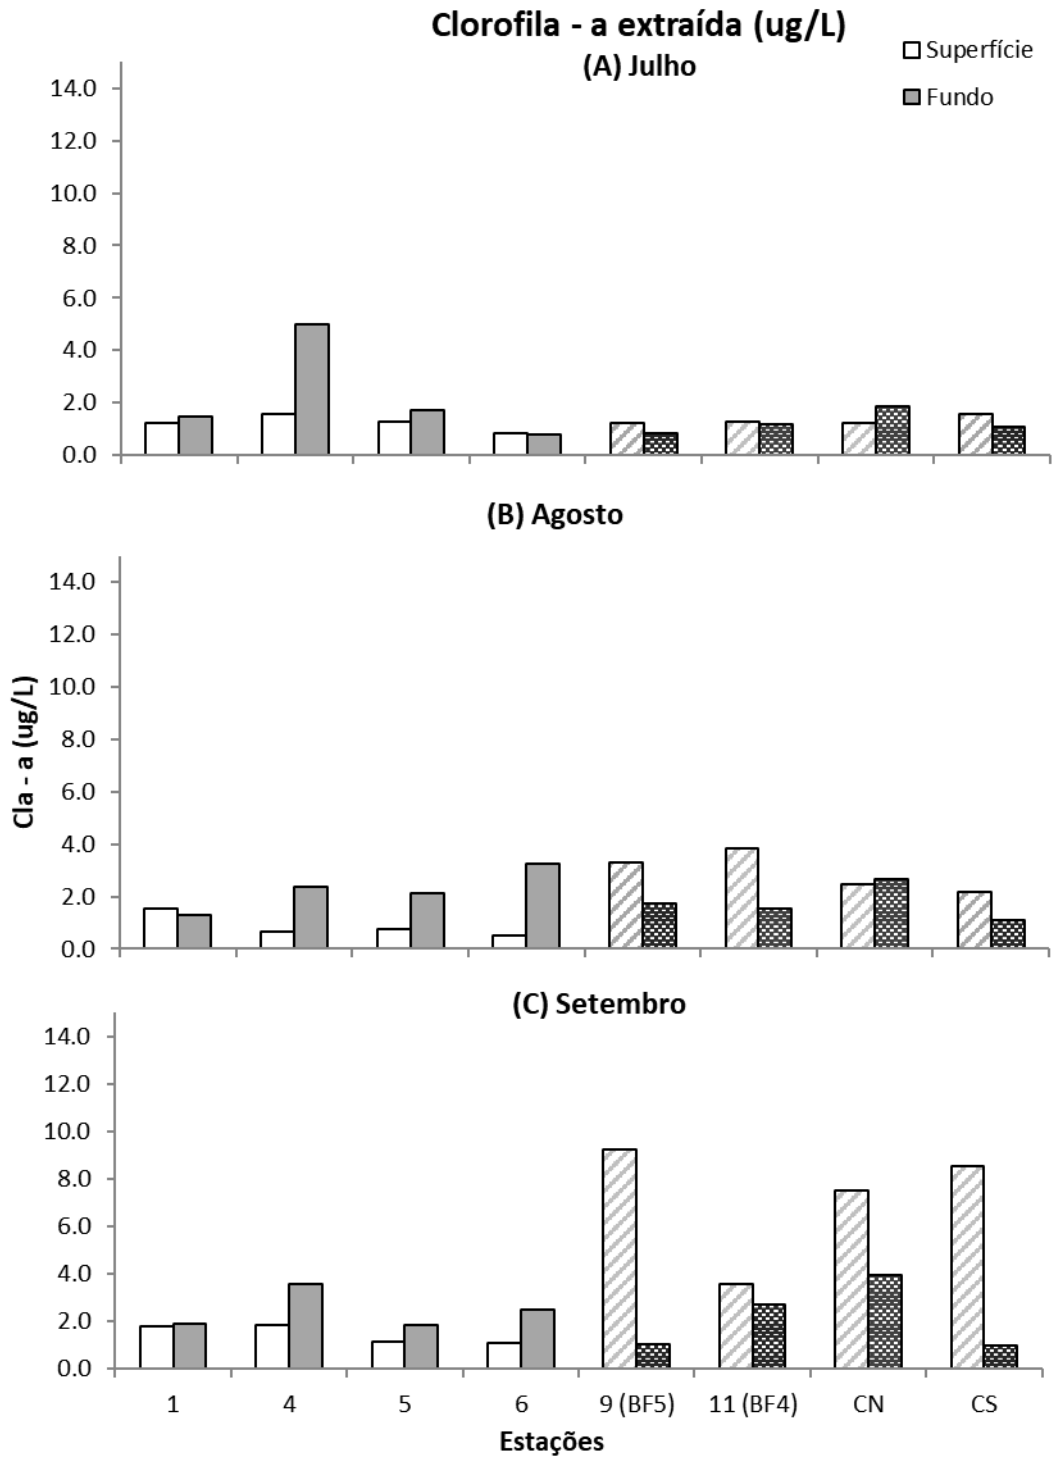 Clorofila - a extraída (ug/L)
(A) Julho
Superfície
Fundo
14.0
12.0
10.0
8.0
6.0
4.0
2.0
0.0
(B) Agosto
Cla - a (ug/L)
14.0
12.0
10.0
8.0
6.0
4.0
2.0
0.0
(C) Setembro
14.0
12.0
10.0
8.0
6.0
4.0
2.0
0.0
1 4 5 6 9 (BF5) 11 (BF4) CN CS
Estações